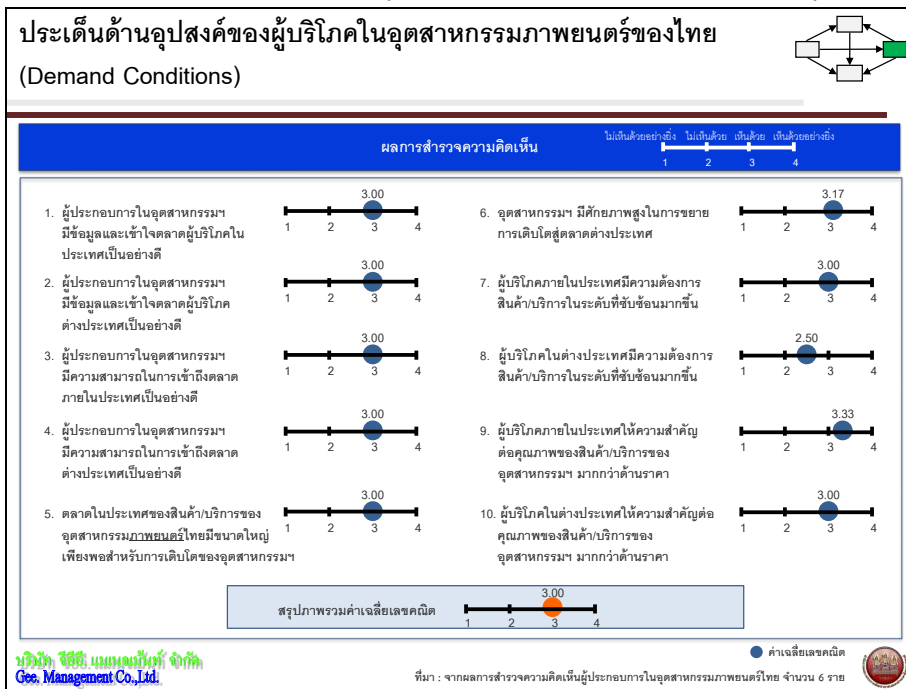 ประเด็นด้านอุปสงค์ของผู้บริโภคในอุตสาหกรรมภาพยนตร์ของไทย
(Demand Conditions)
ผลการสำรวจความคิดเห็น
ไม่เห็นด้วยอย่างยิ่ง ไม่เห็นด้วย เห็นด้วย เห็นด้วยอย่างยิ่ง
1 2 3 4
1. ผู้ประกอบการในอุตสาหกรรมฯ
มีข้อมูลและเข้าใจตลาดผู้บริโภคใน
ประเทศเป็นอย่างดี
3.00
1 2 3 4
2. ผู้ประกอบการในอุตสาหกรรมฯ
มีข้อมูลและเข้าใจตลาดผู้บริโภค
ต่างประเทศเป็นอย่างดี
3.00
1 2 3 4
3. ผู้ประกอบการในอุตสาหกรรมฯ
มีความสามารถในการเข้าถึงตลาด
ภายในประเทศเป็นอย่างดี
3.00
1 2 3 4
4. ผู้ประกอบการในอุตสาหกรรมฯ
มีความสามารถในการเข้าถึงตลาด
ต่างประเทศเป็นอย่างดี
3.00
1 2 3 4
5. ตลาดในประเทศของสินค้า/บริการของ
อุตสาหกรรมภาพยนตร์ไทยมีขนาดใหญ่
เพียงพอสำหรับการเติบโตของอุตสาหกรรมฯ
3.00
1 2 3 4
6. อุตสาหกรรมฯ มีศักยภาพสูงในการขยาย
การเติบโตสู่ตลาดต่างประเทศ
3.17
1 2 3 4
7. ผู้บริโภคภายในประเทศมีความต้องการ
สินค้า/บริการในระดับที่ซับซ้อนมากขึ้น
3.00
1 2 3 4
8. ผู้บริโภคในต่างประเทศมีความต้องการ
สินค้า/บริการในระดับที่ซับซ้อนมากขึ้น
2.50
1 2 3 4
9. ผู้บริโภคภายในประเทศให้ความสำคัญ
ต่อคุณภาพของสินค้า/บริการของ
อุตสาหกรรมฯ มากกว่าด้านราคา
3.33
1 2 3 4
10. ผู้บริโภคในต่างประเทศให้ความสำคัญต่อ
คุณภาพของสินค้า/บริการของ
อุตสาหกรรมฯ มากกว่าด้านราคา
3.00
1 2 3 4
สรุปภาพรวมค่าเฉลี่ยเลขคณิต
3.00
1 2 3 4
ค่าเฉลี่ยเลขคณิต
บริษัท จีอีอี. แมเนจเม้นท์ จำกัด
Gee. Management Co.,Ltd.
ที่มา : จากผลการสำรวจความคิดเห็นผู้ประกอบการในอุตสาหกรรมภาพยนตร์ไทย จำนวน 6 ราย